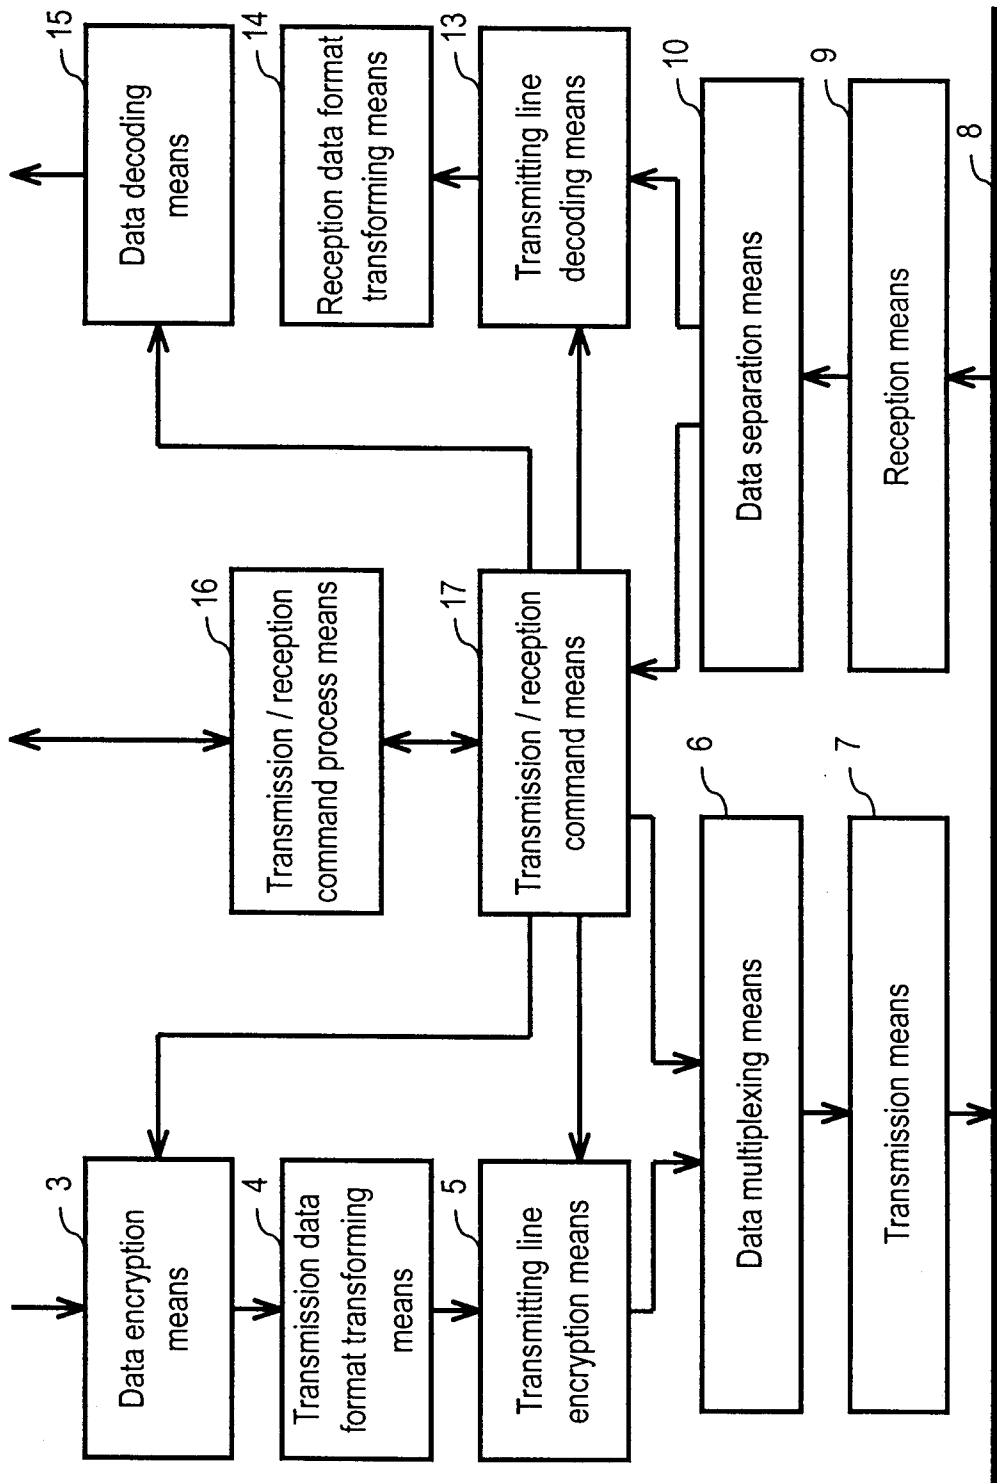 3
Data encryption
means
4
Transmission data
format transforming
means
5
Transmitting line
encryption means
6
Data multiplexing means
7
Transmission means
16
Transmission / reception
command process means
17
Transmission / reception
command means
15
Data decoding
means
14
Reception data format
transforming means
13
Transmitting line
decoding means
10
Data separation means
9
Reception means
8